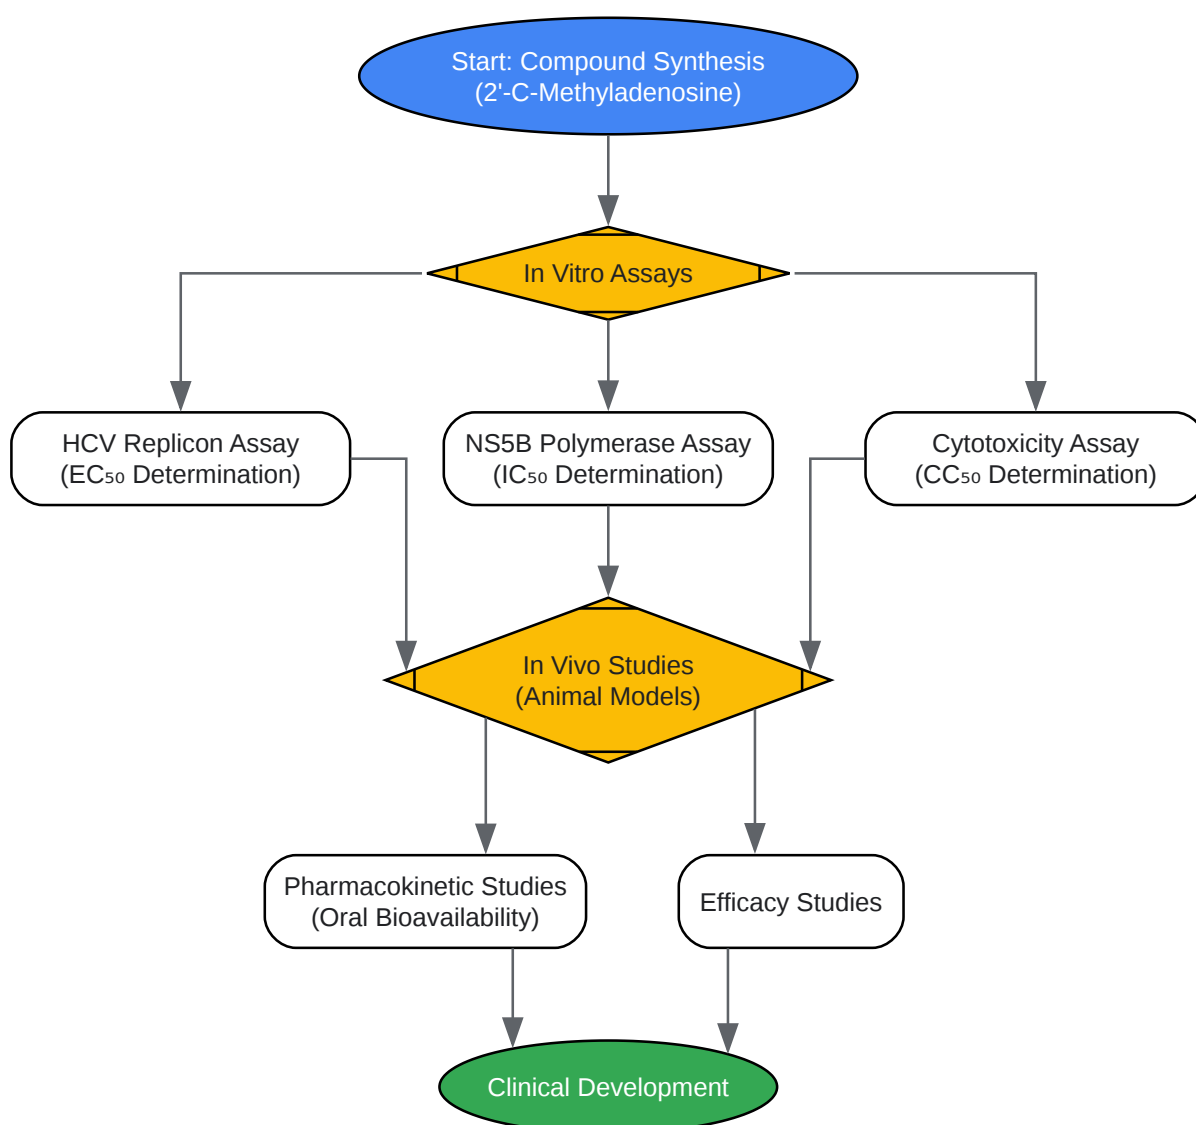 Start: Compound Synthesis
(2'-C-Methyladenosine)
In Vitro Assays
HCV Replicon Assay
(EC₅₀ Determination)
NS5B Polymerase Assay
(IC₅₀ Determination)
Cytotoxicity Assay
(CC₅₀ Determination)
In Vivo Studies
(Animal Models)
Pharmacokinetic Studies
(Oral Bioavailability)
Efficacy Studies
Clinical Development